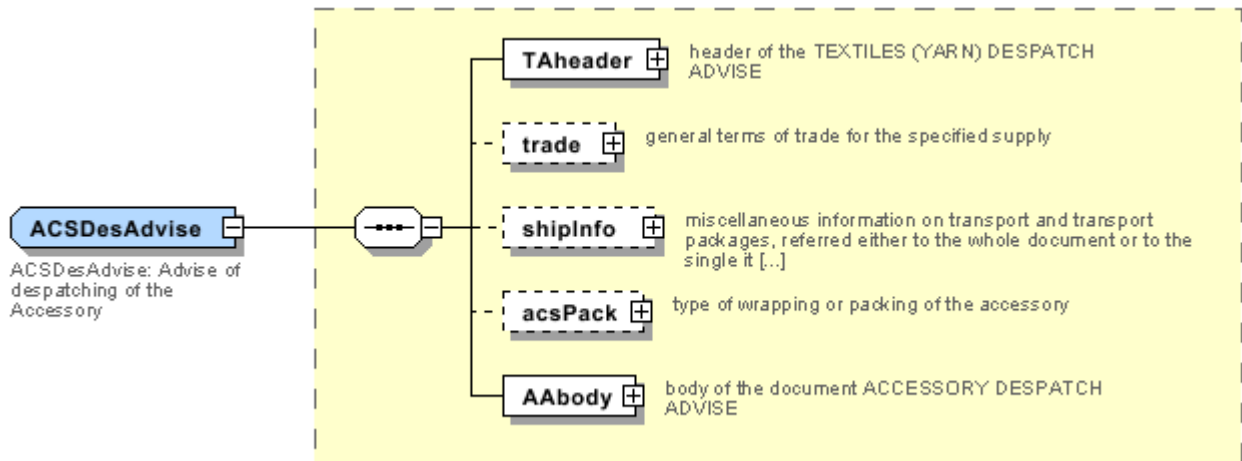 TAheader
header of the TEXTILES (YARN) DESPATCH
ADVISE
trade
general terms of trade for the specified supply
ACSDesAdvise
ACSDesAdvise: Advise of
despatching of the
Accessory
shipInfo
miscellaneous information on transport and transport
packages, referred either to the whole document or to the
single it [...]
acsPack
type of wrapping or packing of the accessory
AAbody
body of the document ACCESSORY DESPATCH
ADVISE